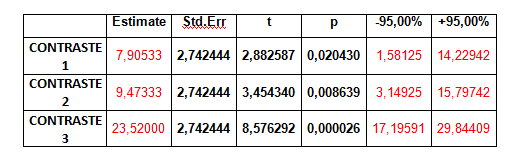 Estimate Std.Err t p -95,00% +95,00%
CONTRASTE 1 7,90533 2,742444 2,882587 0,020430 1,58125 14,22942
CONTRASTE 2 9,47333 2,742444 3,454340 0,008639 3,14925 15,79742
CONTRASTE 3 23,52000 2,742444 8,576292 0,000026 17,19591 29,84409